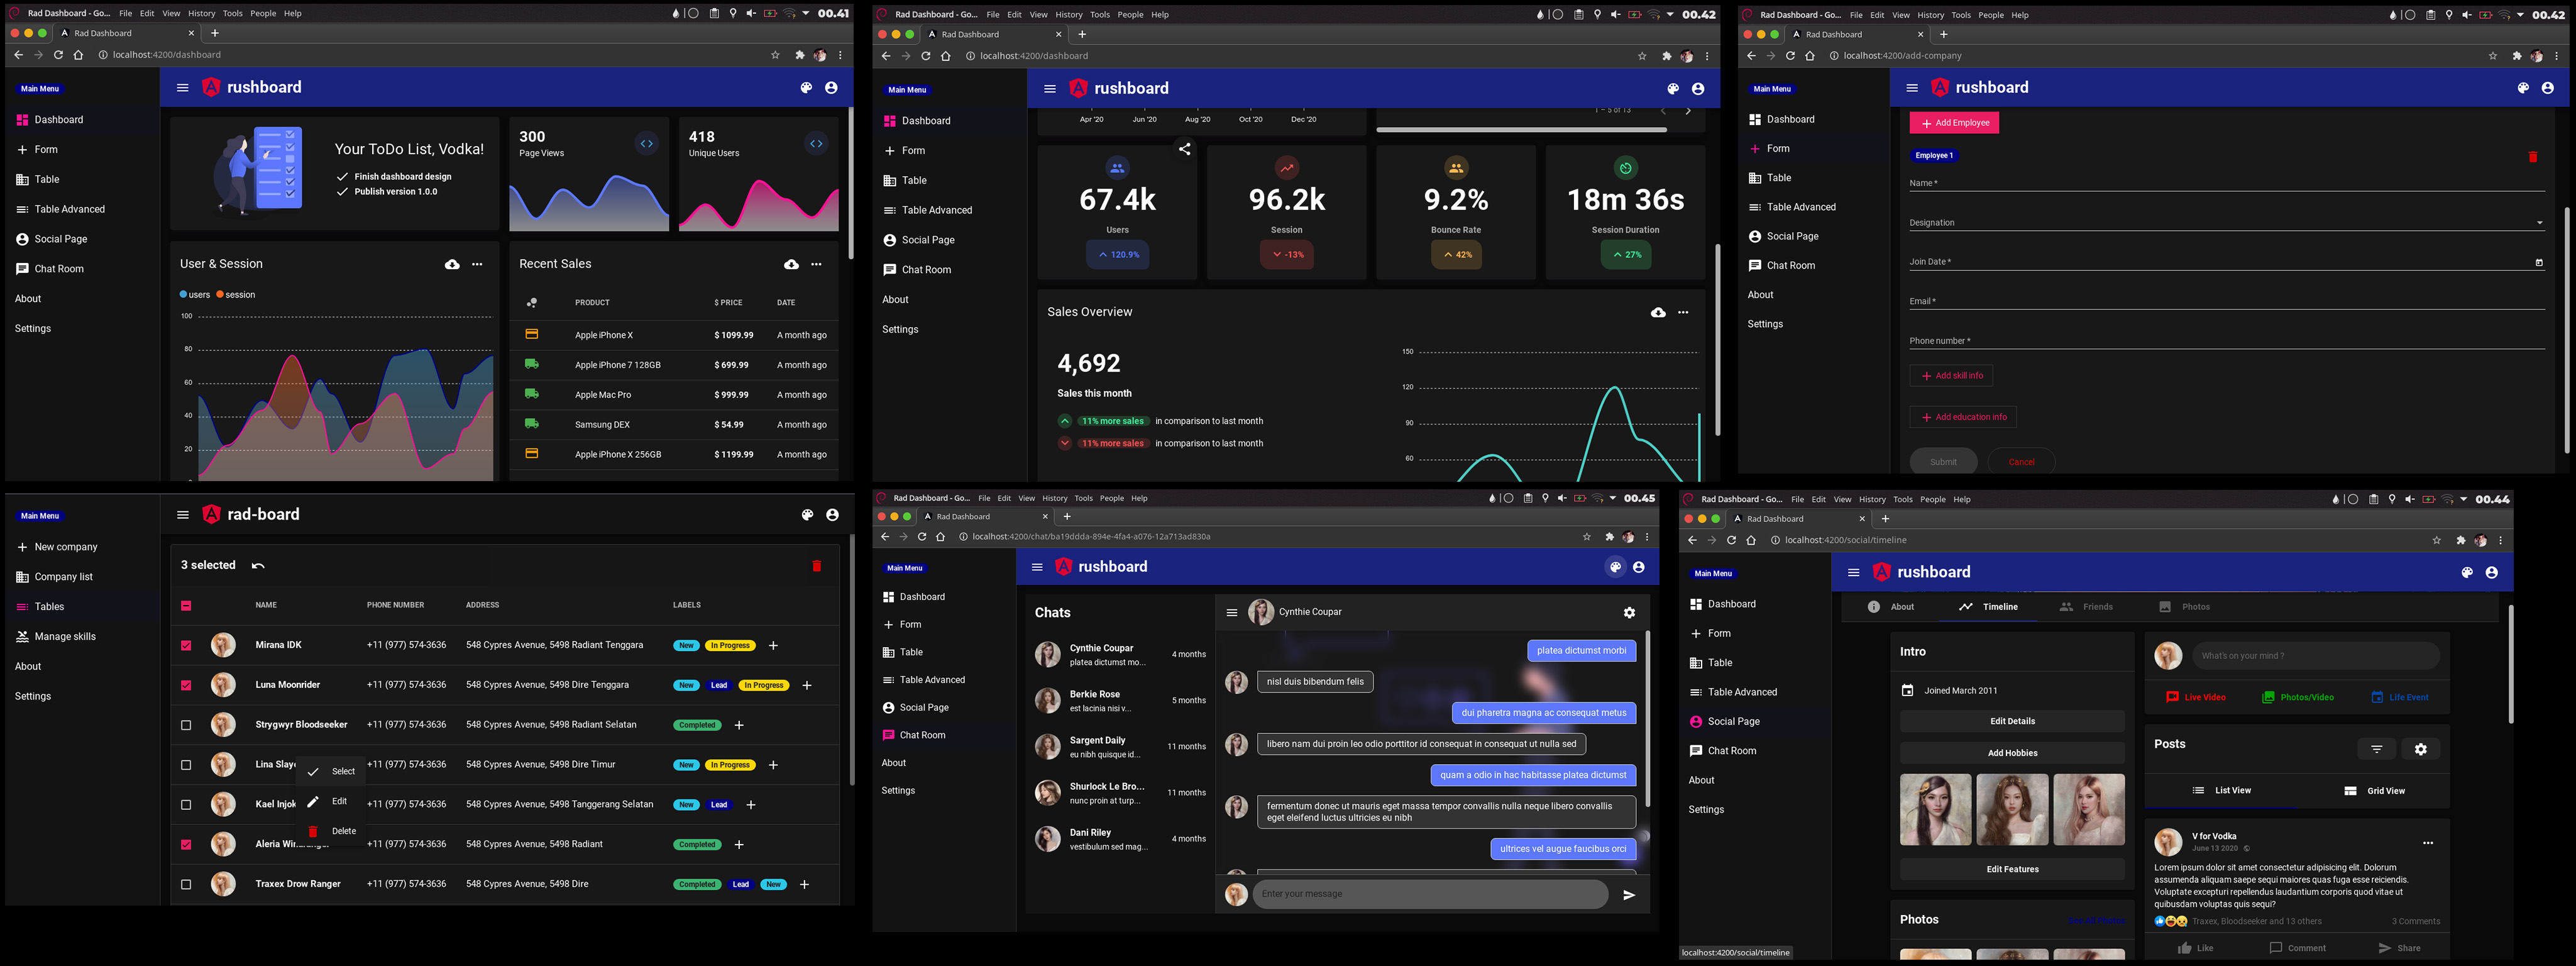 Rad Dashboard - Go... File Edit View History Tools People Help 00.41
Rad Dashboard
localhost:4200/dashboard
Main Menu
rushboard
Dashboard
Form
Table
Table Advanced
Social Page
Chat Room
About
Settings
Your ToDo List, Vodka!
Finish dashboard design
Publish version 1.0.0
300
Page Views
418
Unique Users
User & Session
users session
100
80
60
40
20
Recent Sales
PRODUCT $ PRICE DATE
Apple iPhone X $ 1099.99 A month ago
Apple iPhone 7 128GB $ 699.99 A month ago
Apple Mac Pro $ 999.99 A month ago
Samsung DEX $ 54.99 A month ago
Apple iPhone X 256GB $ 1199.99 A month ago
Rad Dashboard - Go... File Edit View History Tools People Help 00.42
Rad Dashboard
localhost:4200/dashboard
Main Menu
rushboard
Dashboard
Form
Table
Table Advanced
Social Page
Chat Room
About
Settings
Apr '20 Jun '20 Aug '20 Oct '20 Dec '20
1 – 5 of 13
67.4k
Users
120.9%
96.2k
Session
-13%
9.2%
Bounce Rate
42%
18m 36s
Session Duration
27%
Sales Overview
4,692
Sales this month
11% more sales in comparison to last month
11% more sales in comparison to last month
150
120
90
60
Rad Dashboard - Go... File Edit View History Tools People Help 00.42
Rad Dashboard
localhost:4200/add-company
Main Menu
rushboard
Dashboard
Form
Table
Table Advanced
Social Page
Chat Room
About
Settings
Add Employee
Employee 1
Name *
Designation
Join Date *
Email *
Phone number *
Add skill info
Add education info
Submit Cancel
Main Menu
rad-board
New company
Company list
Tables
Manage skills
About
Settings
3 selected
NAME PHONE NUMBER ADDRESS LABELS
Mirana IDK +11 (977) 574-3636 548 Cypres Avenue, 5498 Radiant Tenggara New In Progress
Luna Moonrider +11 (977) 574-3636 548 Cypres Avenue, 5498 Dire Tenggara New Lead In Progress
Strygwyr Bloodseeker +11 (977) 574-3636 548 Cypres Avenue, 5498 Radiant Selatan Completed
Lina Slaye +11 (977) 574-3636 548 Cypres Avenue, 5498 Dire Timur New In Progress
Kael Injok +11 (977) 574-3636 548 Cypres Avenue, 5498 Tanggerang Selatan New Lead
Aleria +11 (977) 574-3636 548 Cypres Avenue, 5498 Radiant Completed
Traxex Drow Ranger +11 (977) 574-3636 548 Cypres Avenue, 5498 Dire Completed Lead New
Select
Edit
Delete
Rad Dashboard - Go... File Edit View History Tools People Help 00.45
Rad Dashboard
localhost:4200/chat/ba19ddda-894e-4fa4-a076-12a713ad830a
Main Menu
rushboard
Dashboard
Form
Table
Table Advanced
Social Page
Chat Room
About
Settings
Chats
Cynthie Coupar
platea dictumst mo... 4 months
Berkie Rose
est lacinia nisi v... 5 months
Sargent Daily
eu nibh quisque id... 11 months
Shurlock Le Bro...
nunc proin at turp... 11 months
Dani Riley
vestibulum sed mag... 4 months
Cynthie Coupar
platea dictumst morbi
nisl duis bibendum felis
dui pharetra magna ac consequat metus
libero nam dui proin leo odio porttitor id consequat in consequat ut nulla sed
quam a odio in hac habitasse platea dictumst
fermentum donec ut mauris eget massa tempor convallis nulla neque libero convallis
eget eleifend luctus ultricies eu nibh
ultrices vel augue faucibus orci
Enter your message
Rad Dashboard - Go... File Edit View History Tools People Help 00.44
Rad Dashboard
localhost:4200/social/timeline
Main Menu
rushboard
Dashboard
Form
Table
Table Advanced
Social Page
Chat Room
About
Settings
About Timeline Friends Photos
Intro
Joined March 2011
Edit Details
Add Hobbies
Edit Features
Photos See All Photos
What's on your mind ?
Live Video Photos/Video Life Event
Posts
List View Grid View
V for Vodka
June 13 2020
Lorem ipsum dolor sit amet consectetur adipisicing elit. Dolorum
assumenda aliquam saepe sequi maiores quas fuga esse reiciendis.
Voluptate excepturi repellendus laudantium corporis quod vitae ut
quibusdam voluptas quis sequi?
Traxex, Bloodseeker and 13 others 3 Comments
Like Comment Share
localhost:4200/social/timeline